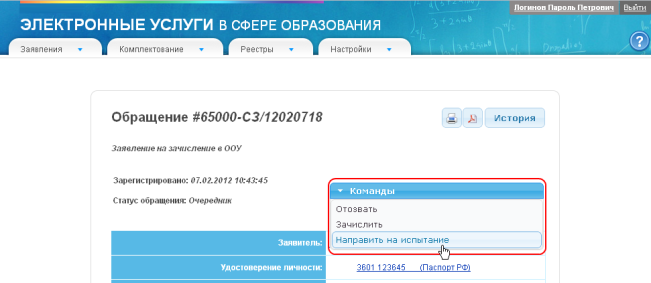 Логинов Пароль Петрович Выйти
ЭЛЕКТРОННЫЕ УСЛУГИ В СФЕРЕ ОБРАЗОВАНИЯ
Заявления Комплектование Реестры Настройки
?
Обращение #65000-СЗ/12020718
История
Заявление на зачисление в ООУ
Зарегистрировано: 07.02.2012 10:43:45
Статус обращения: Очередник
Команды
Отозвать
Зачислить
Направить на испытание
Заявитель:
Удостоверение личности: 3601 123645 (Паспорт РФ)